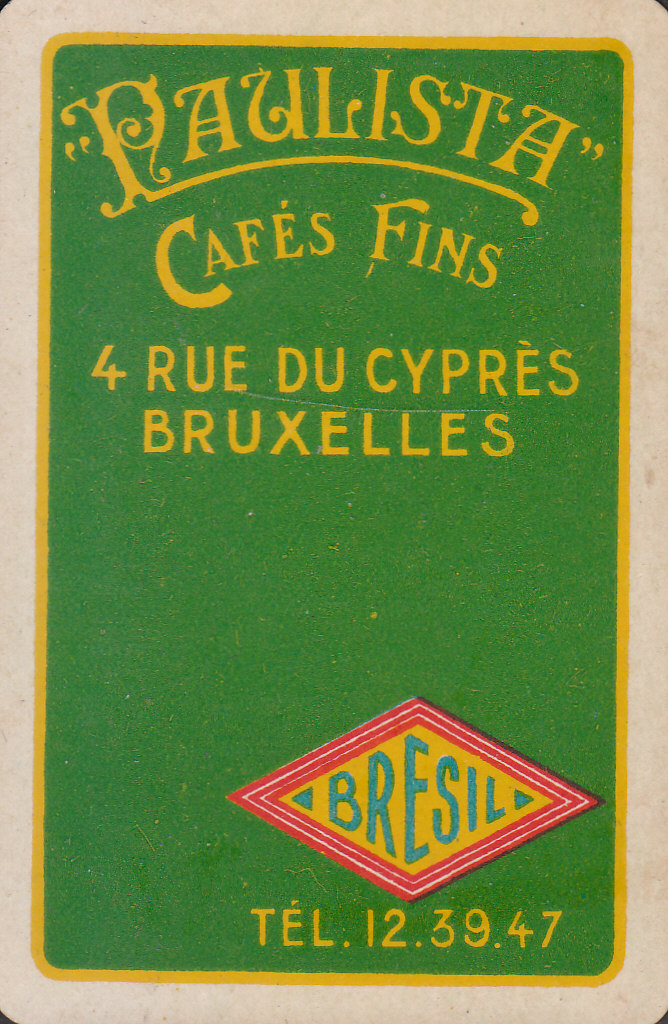 "PAULISTA"
CAFÉS FINS
4 RUE DU CYPRÈS
BRUXELLES
BRESIL
TÉL. 12.39.47